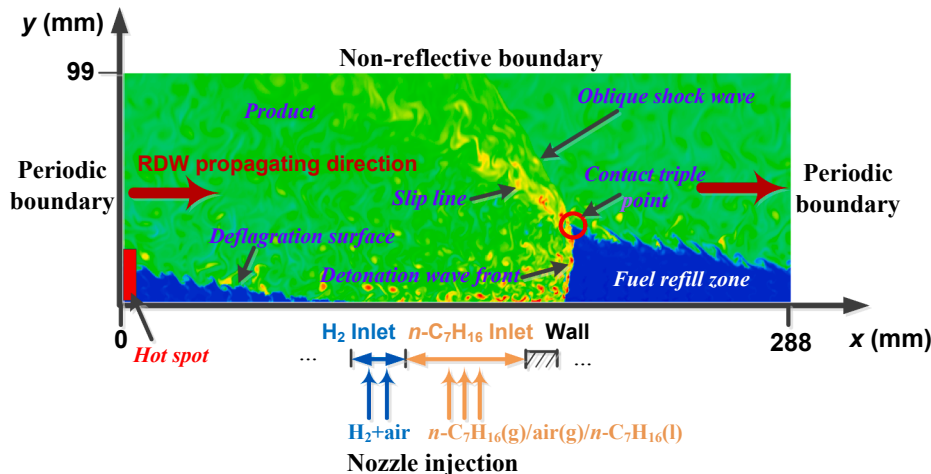 y (mm)
Non-reflective boundary
99
Product
Oblique shock wave
Periodic
boundary
RDW propagating direction
Contact triple
point
Periodic
boundary
Slip line
Deflagration surface
Detonation wave front
Fuel refill zone
0
Hot spot
H₂ Inlet
n-C₇H₁₆ Inlet
Wall
288
x (mm)
...
...
H₂+air
n-C₇H₁₆(g)/air(g)/n-C₇H₁₆(l)
Nozzle injection